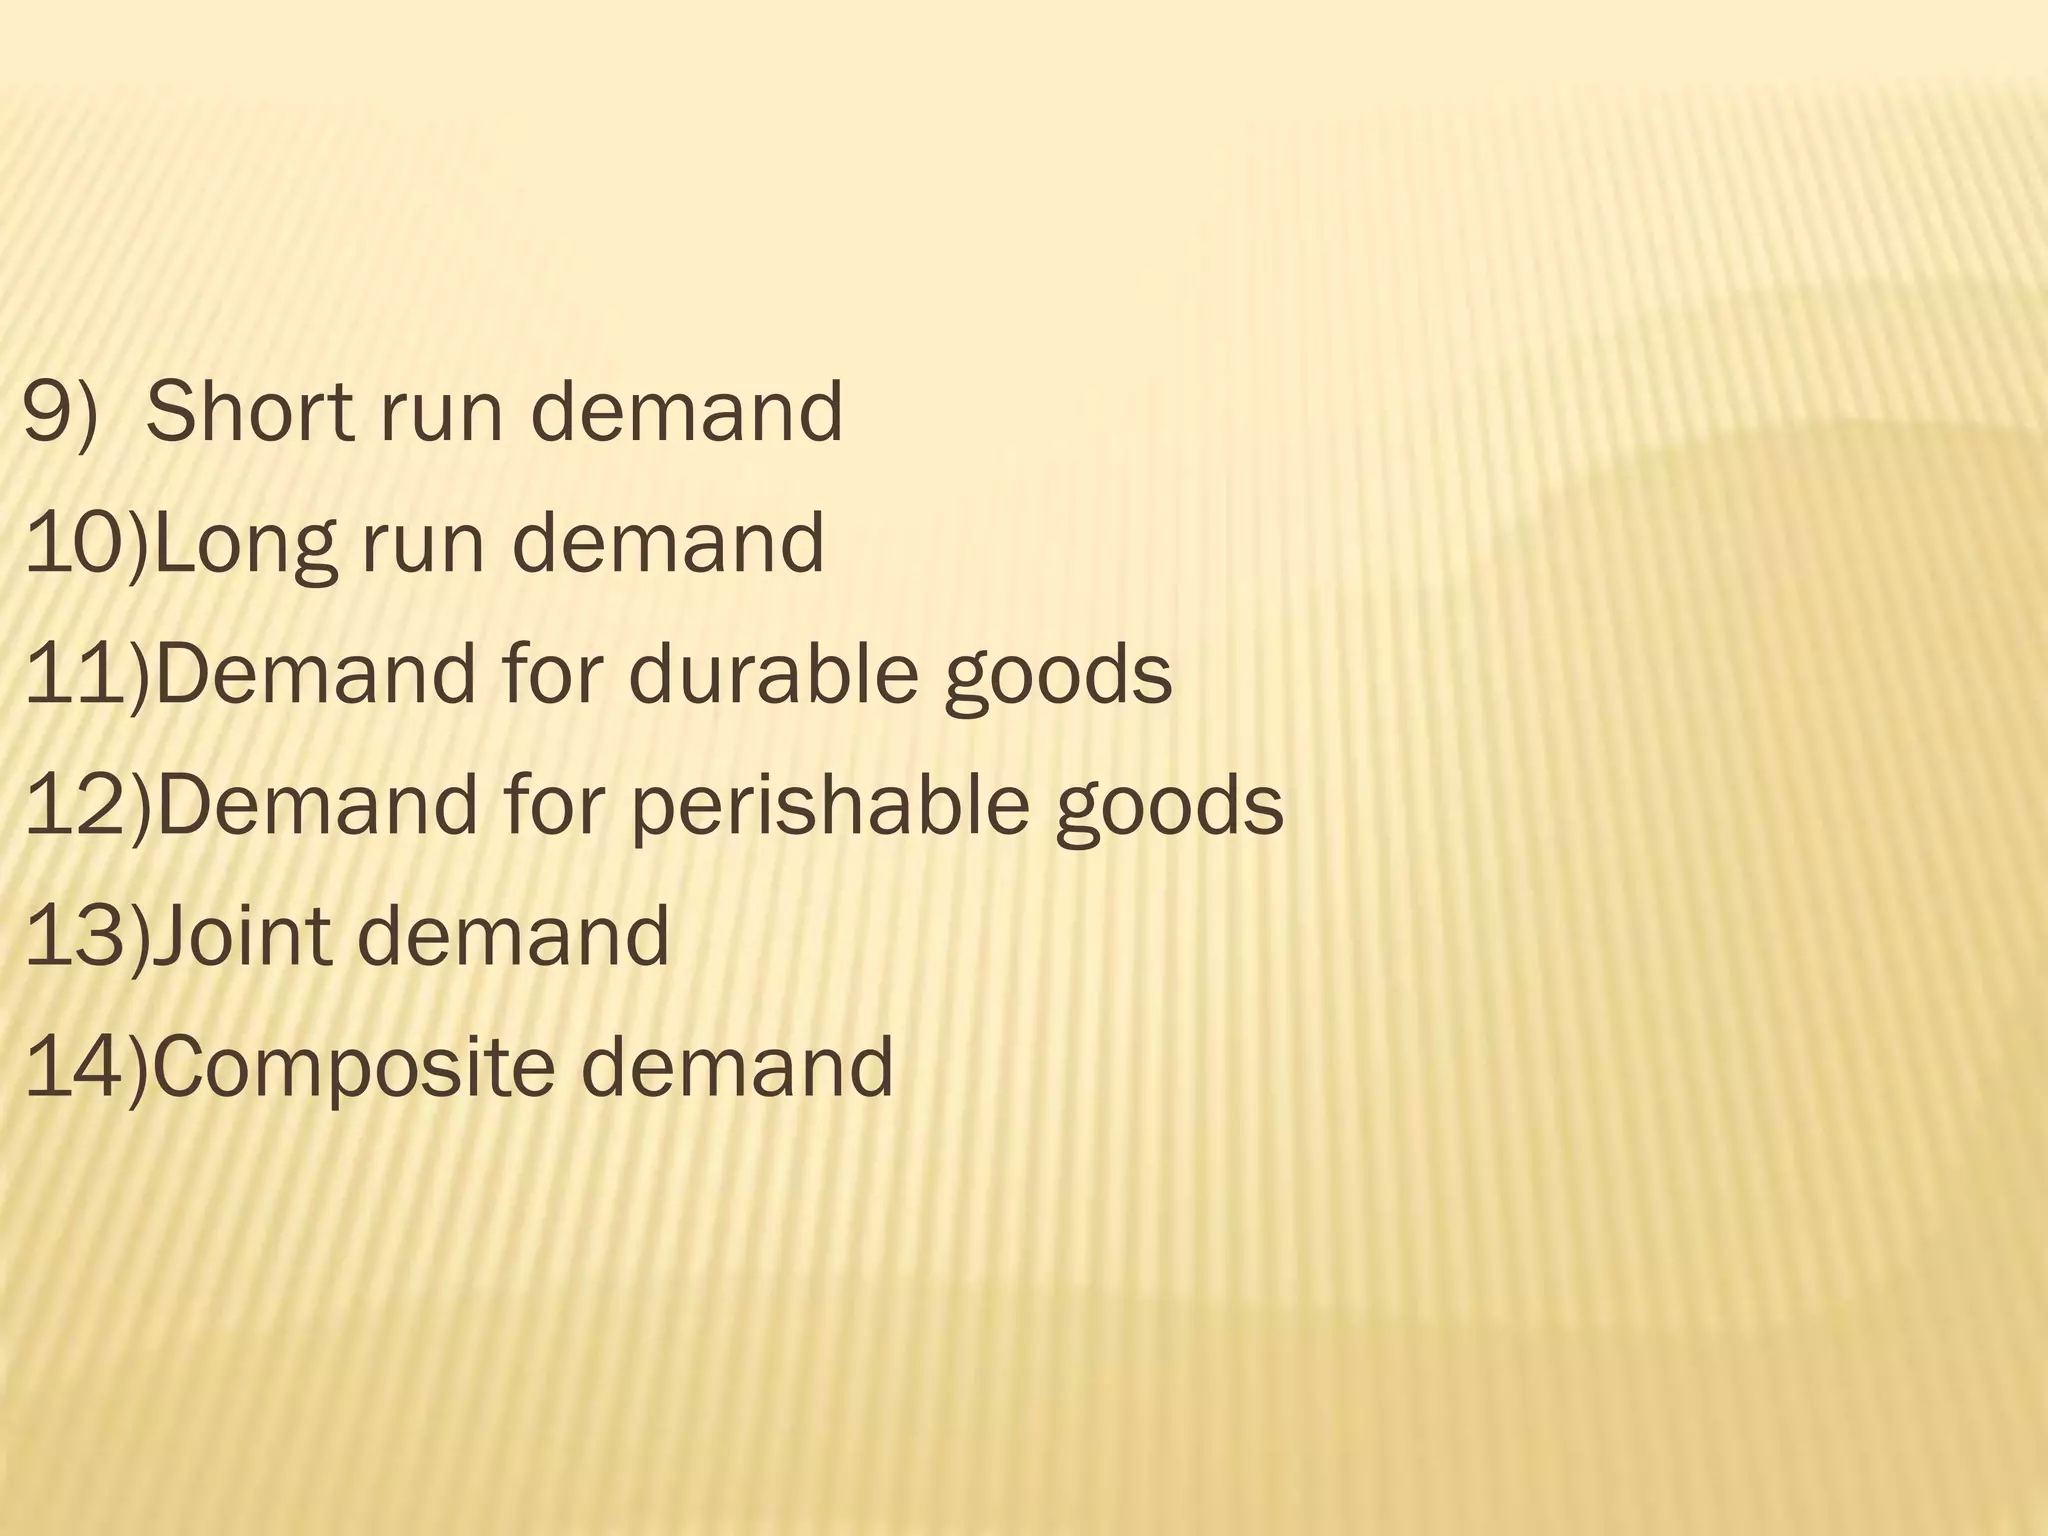 9)  Short run demand
10)Long run demand
11)Demand for durable goods
12)Demand for perishable goods
13)Joint demand
14)Composite demand